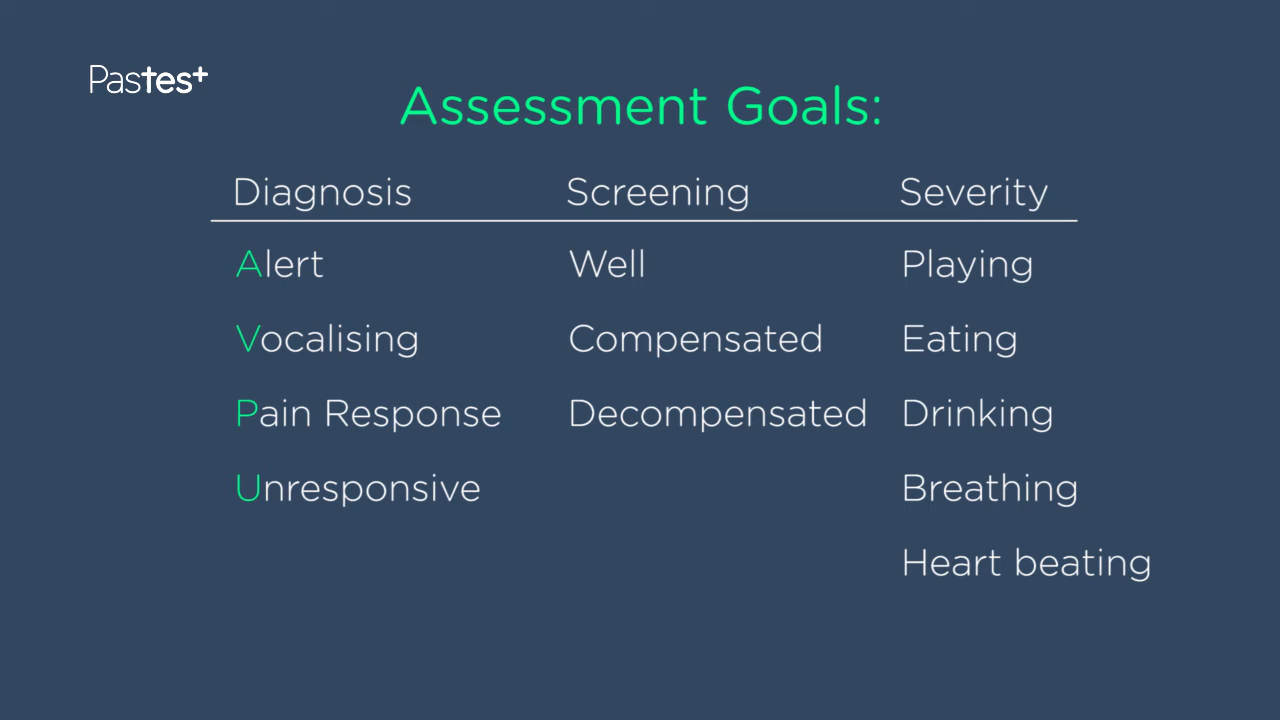 Pastest
Assessment Goals:
Diagnosis Screening Severity
Alert Well Playing
Vocalising Compensated Eating
Pain Response Decompensated Drinking
Unresponsive Breathing
Heart beating